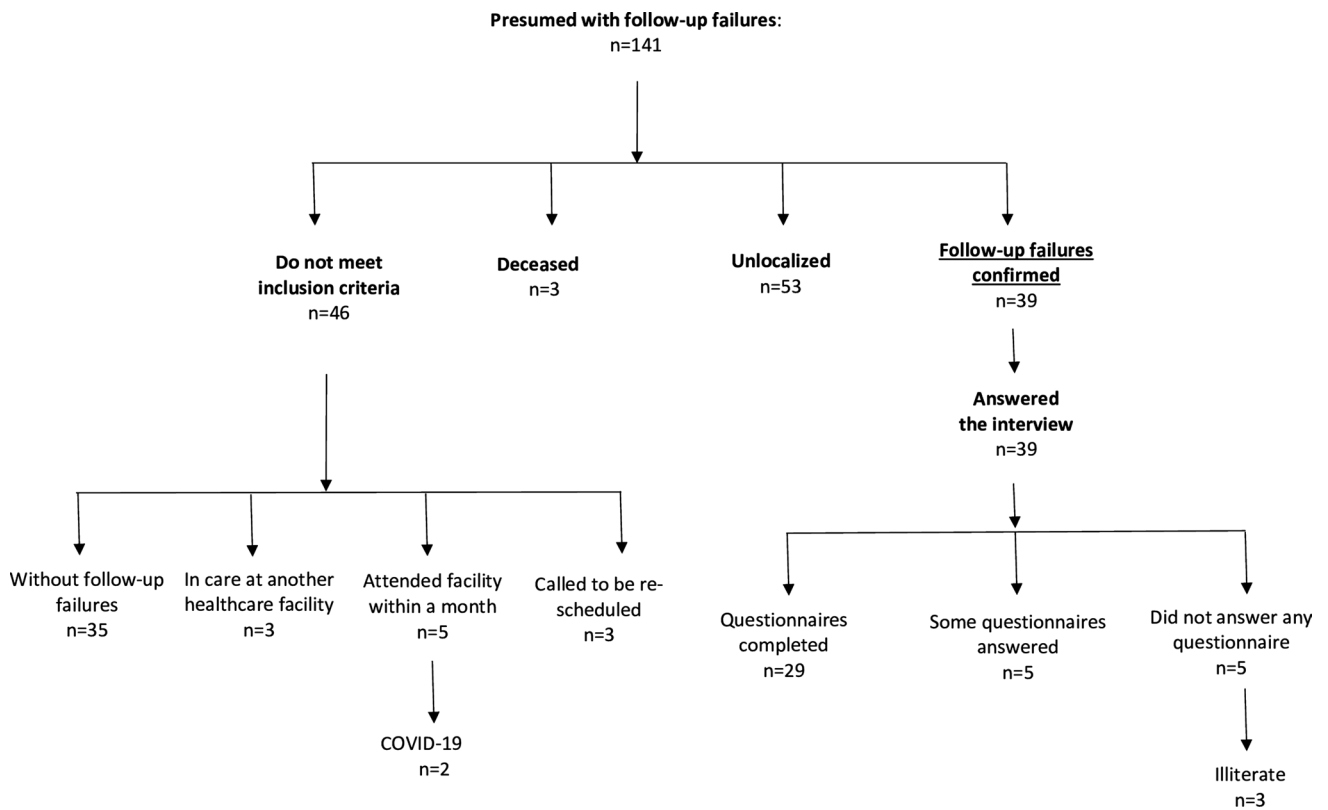 Presumed with follow-up failures:
n=141
Do not meet
inclusion criteria
n=46
Deceased
n=3
Unlocalized
n=53
Follow-up failures
confirmed
n=39
Answered
the interview
n=39
Without follow-up
failures
n=35
In care at another
healthcare facility
n=3
Attended facility
within a month
n=5
Called to be re-
scheduled
n=3
Questionnaires
completed
n=29
Some questionnaires
answered
n=5
Did not answer any
questionnaire
n=5
COVID-19
n=2
Illiterate
n=3